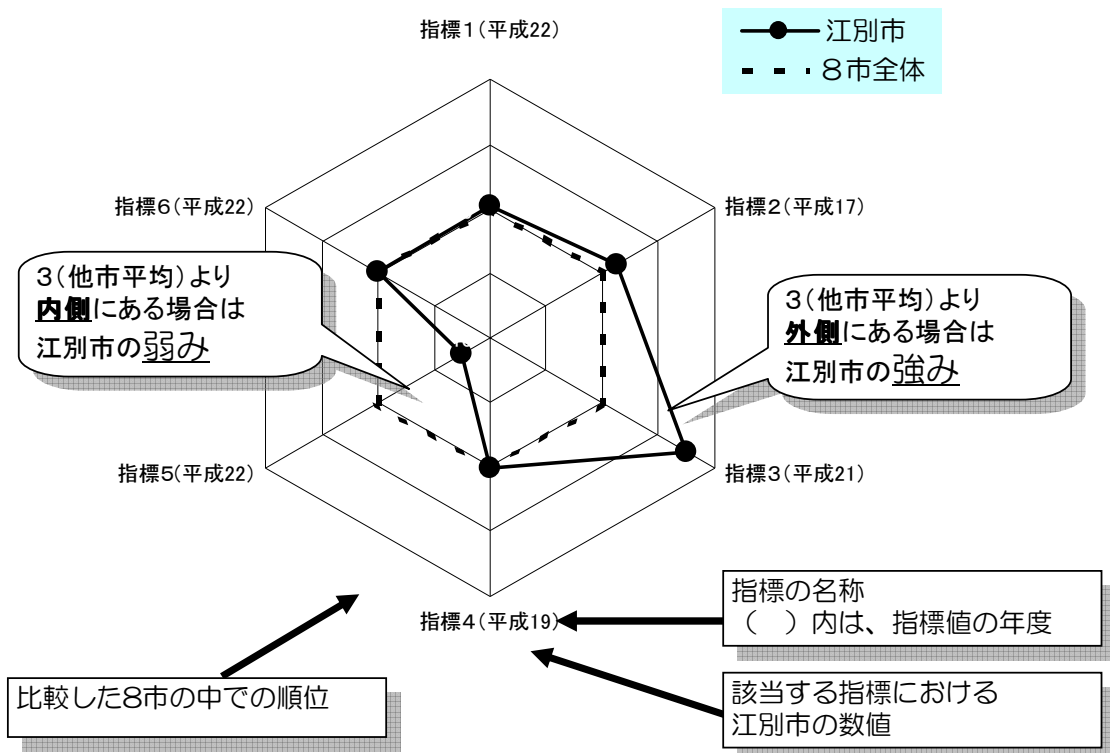 指標1(平成22)
江別市
８市全体
指標6(平成22)
指標2(平成17)
3(他市平均)より
内側にある場合は
江別市の弱み
3(他市平均)より
外側にある場合は
江別市の強み
指標5(平成22)
指標3(平成21)
指標4(平成19)
指標の名称
（　）内は、指標値の年度
比較した8市の中での順位
該当する指標における
江別市の数値